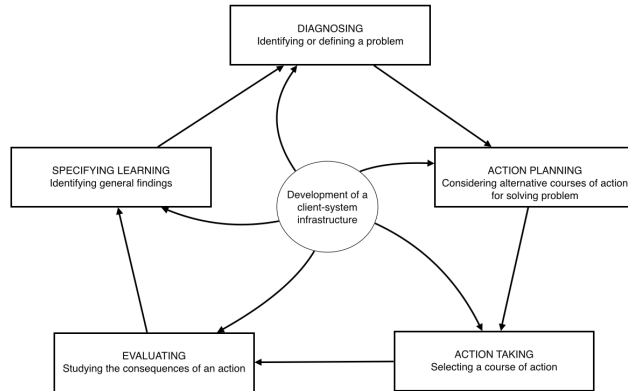 DIAGNOSING
Identifying or defining a problem
SPECIFYING LEARNING
Identifying general findings
ACTION PLANNING
Considering alternative courses of action
for solving problem
Development of a
client-system
infrastructure
EVALUATING
Studying the consequences of an action
ACTION TAKING
Selecting a course of action